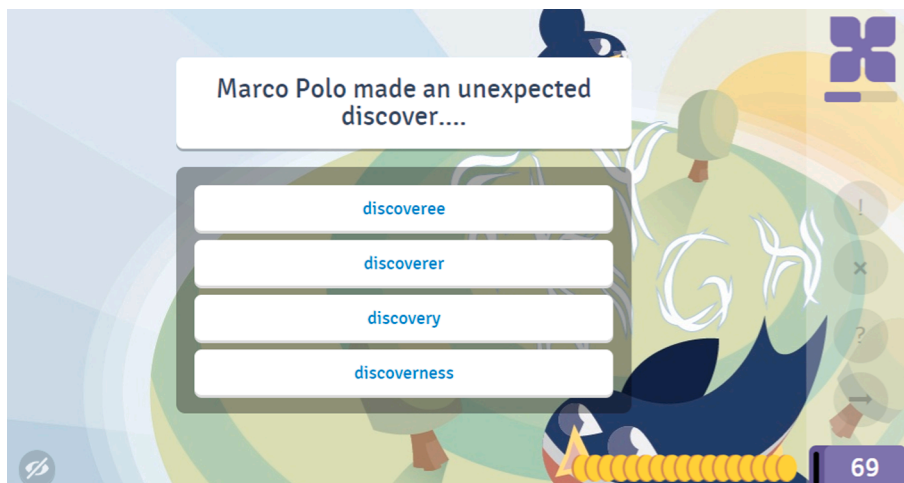 Marco Polo made an unexpected
discover....
discoveree
discoverer
discovery
discoverness
!
×
?
→
69